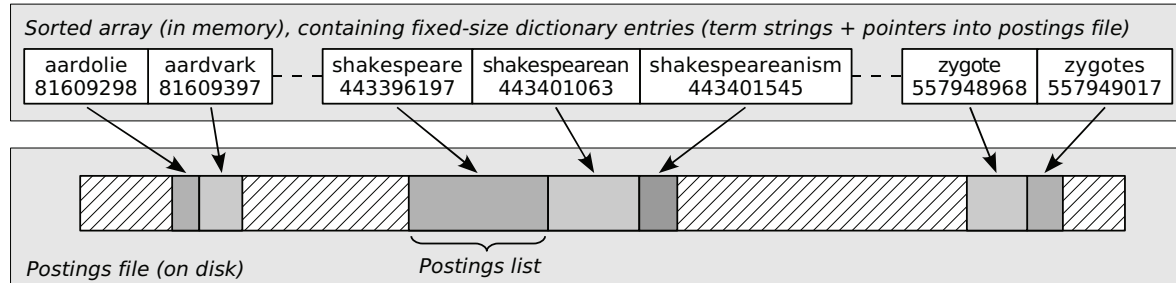 Sorted array (in memory), containing fixed-size dictionary entries (term strings + pointers into postings file)
aardolie aardvark shakespeare shakespearean shakespeareanism zygote zygotes
81609298 81609397 443396197 443401063 443401545 557948968 557949017
Postings list
Postings file (on disk)